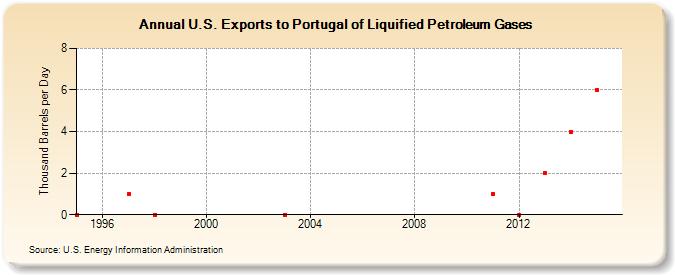 Annual U.S. Exports to Portugal of Liquified Petroleum Gases
Thousand Barrels per Day
8
6
4
2
0
1996 2000 2004 2008 2012
Source: U.S. Energy Information Administration